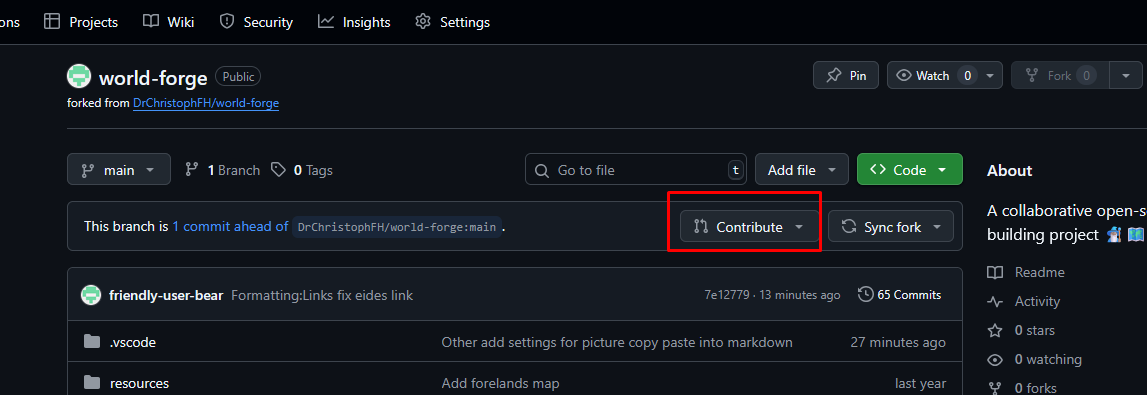 ons Projects Wiki Security Insights Settings
world-forge Public Pin Watch 0 Fork 0
forked from DrChristophFH/world-forge
main 1 Branch 0 Tags Go to file t Add file Code About
This branch is 1 commit ahead of DrChristophFH/world-forge:main . Contribute Sync fork
A collaborative open-s
building project
friendly-user-bear Formatting:Links fix eides link 7e12779 · 13 minutes ago 65 Commits
Readme
Activity
.vscode Other add settings for picture copy paste into markdown 27 minutes ago
0 stars
0 watching
resources Add forelands map last year
0 forks